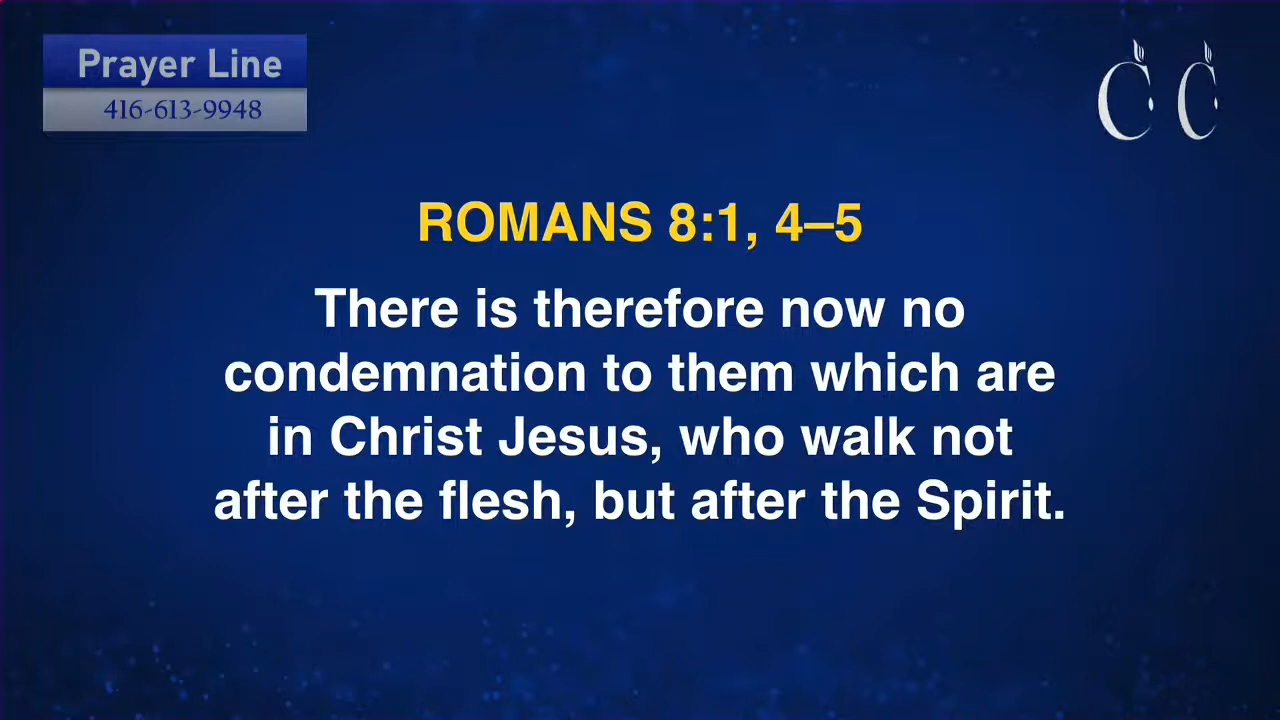 Prayer Line
416-613-9948
C C
ROMANS 8:1, 4–5
There is therefore now no
condemnation to them which are
in Christ Jesus, who walk not
after the flesh, but after the Spirit.